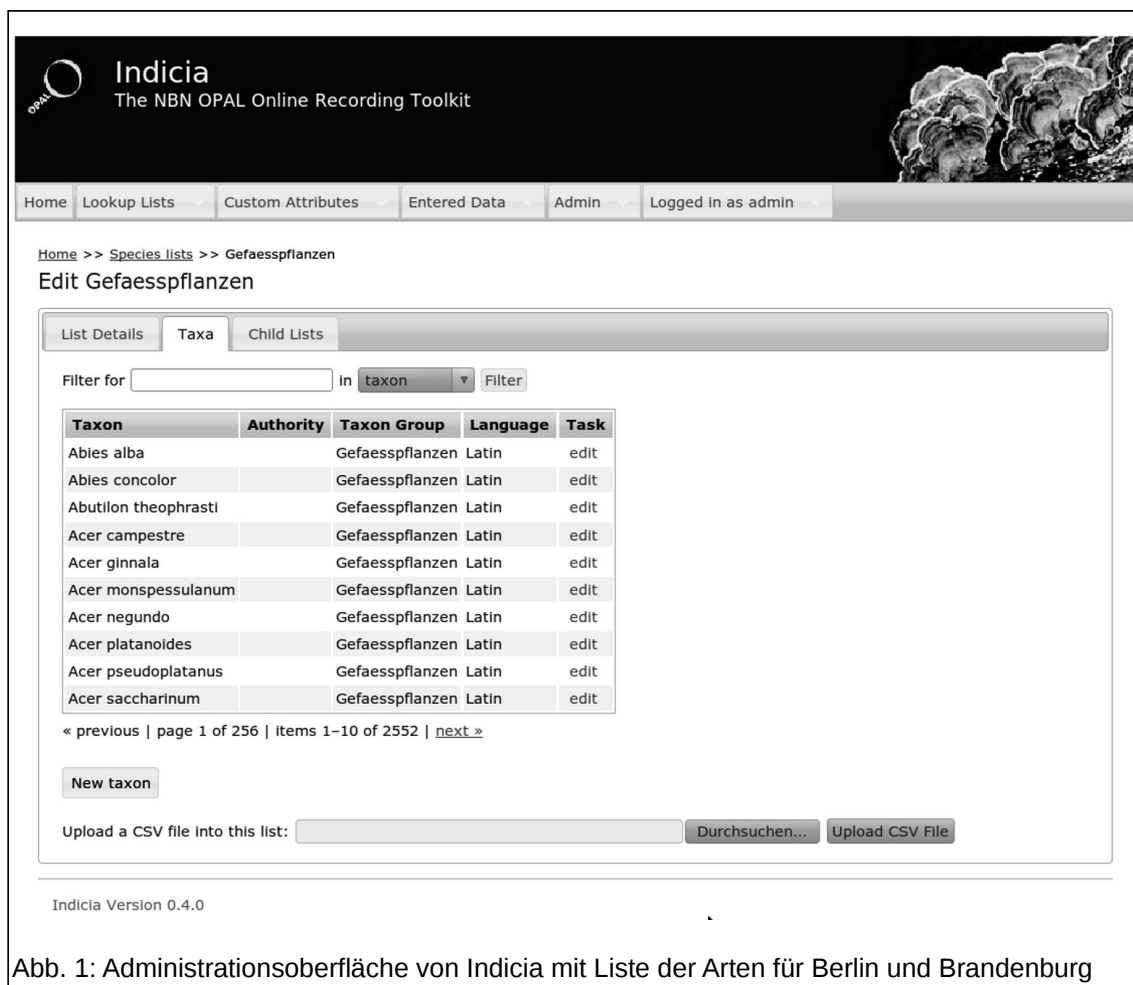 OPAL
Indicia
The NBN OPAL Online Recording Toolkit
Home Lookup Lists Custom Attributes Entered Data Admin Logged in as admin
Home >> Species lists >> Gefaesspflanzen
Edit Gefaesspflanzen
List Details Taxa Child Lists
Filter for in taxon Filter
Taxon Authority Taxon Group Language Task
Abies alba Gefaesspflanzen Latin edit
Abies concolor Gefaesspflanzen Latin edit
Abutilon theophrasti Gefaesspflanzen Latin edit
Acer campestre Gefaesspflanzen Latin edit
Acer ginnala Gefaesspflanzen Latin edit
Acer monspessulanum Gefaesspflanzen Latin edit
Acer negundo Gefaesspflanzen Latin edit
Acer platanoides Gefaesspflanzen Latin edit
Acer pseudoplatanus Gefaesspflanzen Latin edit
Acer saccharinum Gefaesspflanzen Latin edit
« previous | page 1 of 256 | items 1–10 of 2552 | next »
New taxon
Upload a CSV file into this list: Durchsuchen... Upload CSV File
Indicia Version 0.4.0
Abb. 1: Administrationsoberfläche von Indicia mit Liste der Arten für Berlin und Brandenburg